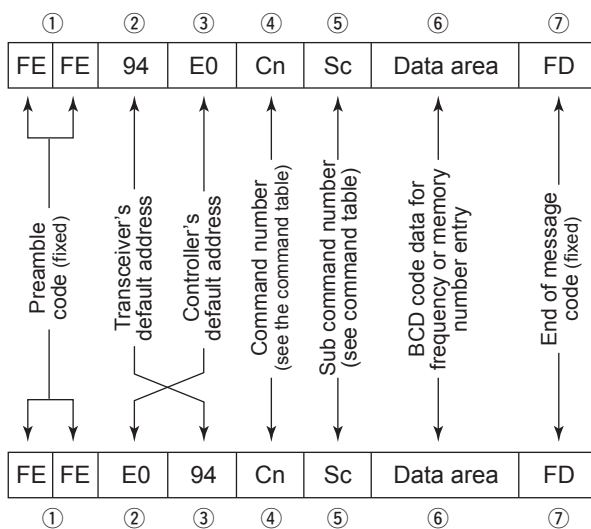 ① ② ③ ④ ⑤ ⑥ ⑦
FE FE 94 E0 Cn Sc Data area FD
Preamble
code (fixed)
Transceiver's
default address
Controller's
default address
Command number
(see the command table)
Sub command number
(see command table)
BCD code data for
frequency or memory
number entry
End of message
code (fixed)
FE FE E0 94 Cn Sc Data area FD
① ② ③ ④ ⑤ ⑥ ⑦